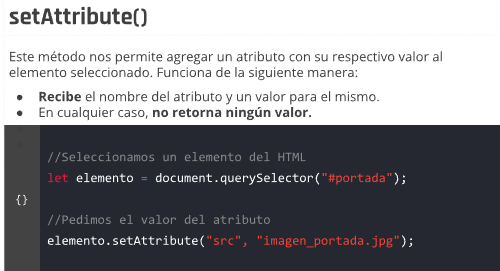 setAttribute()
Este método nos permite agregar un atributo con su respectivo valor al
elemento seleccionado. Funciona de la siguiente manera:
● Recibe el nombre del atributo y un valor para el mismo.
● En cualquier caso, no retorna ningún valor.
//Seleccionamos un elemento del HTML
let elemento = document.querySelector("#portada");
{}
//Pedimos el valor del atributo
elemento.setAttribute("src", "imagen_portada.jpg");